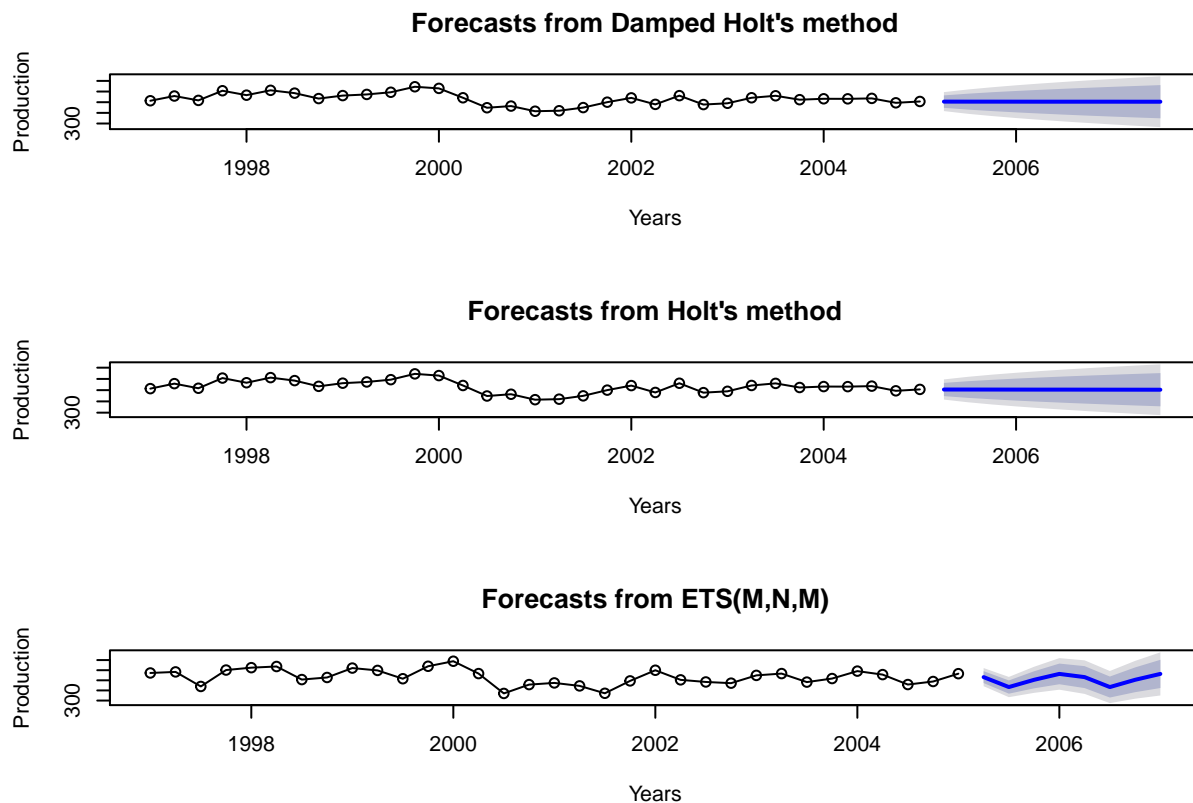 Forecasts from Damped Holt's method
Production
300
1998 2000 2002 2004 2006
Years
Forecasts from Holt's method
Production
300
1998 2000 2002 2004 2006
Years
Forecasts from ETS(M,N,M)
Production
300
1998 2000 2002 2004 2006
Years